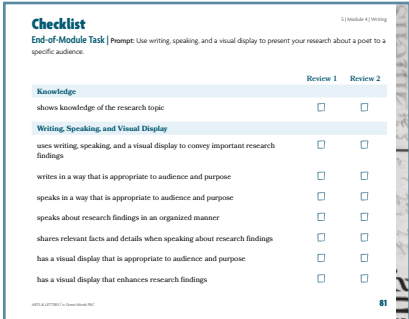 5 | Module 4 | Writing
Checklist
End-of-Module Task | Prompt: Use writing, speaking, and a visual display to present your research about a poet to a
specific audience.
Review 1 Review 2
Knowledge
shows knowledge of the research topic
Writing, Speaking, and Visual Display
uses writing, speaking, and a visual display to convey important research
findings
writes in a way that is appropriate to audience and purpose
speaks in a way that is appropriate to audience and purpose
speaks about research findings in an organized manner
shares relevant facts and details when speaking about research findings
has a visual display that is appropriate to audience and purpose
has a visual display that enhances research findings
ARTS & LETTERS | © Great Minds PBC
81